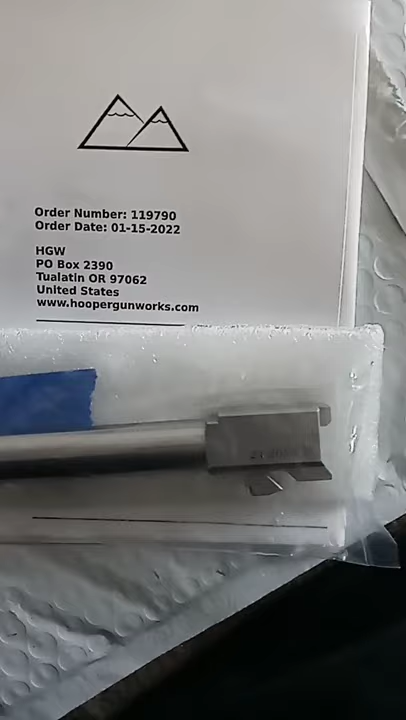 Order Number: 119790
Order Date: 01-15-2022
HGW
PO Box 2390
Tualatin OR 97062
United States
www.hoopergunworks.com